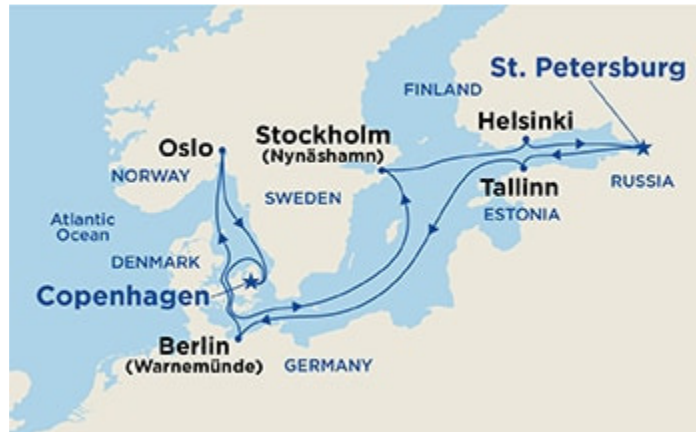 St. Petersburg
FINLAND
Helsinki
Stockholm
(Nynäshamn)
Oslo
NORWAY
Tallinn
RUSSIA
SWEDEN
ESTONIA
Atlantic
Ocean
DENMARK
Copenhagen
Berlin
(Warnemünde)
GERMANY